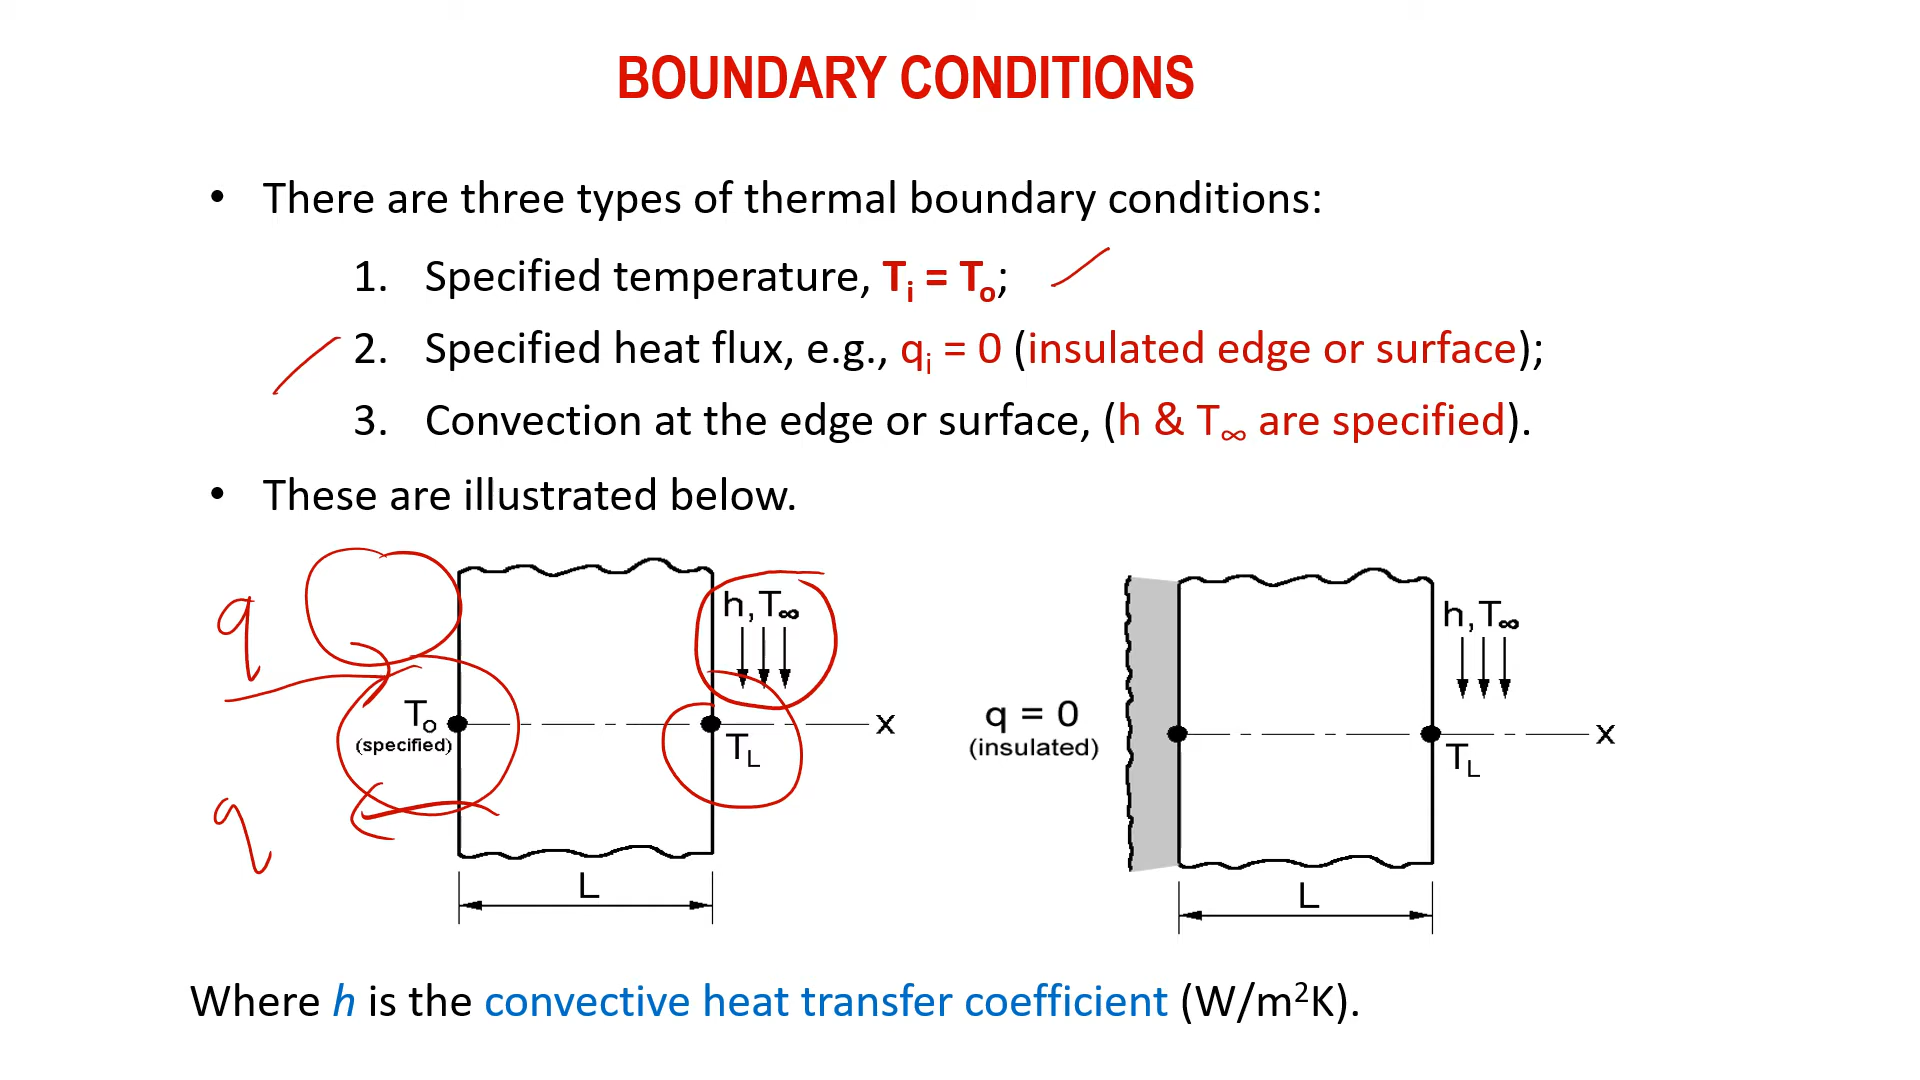 BOUNDARY CONDITIONS
• There are three types of thermal boundary conditions:
1. Specified temperature, Tᵢ = Tₒ;
2. Specified heat flux, e.g., qᵢ = 0 (insulated edge or surface);
3. Convection at the edge or surface, (h & T∞ are specified).
• These are illustrated below.
q
h,T∞
h,T∞
Tₒ
(specified)
x
TL
q = 0
(insulated)
x
TL
q
L
L
Where h is the convective heat transfer coefficient (W/m²K).